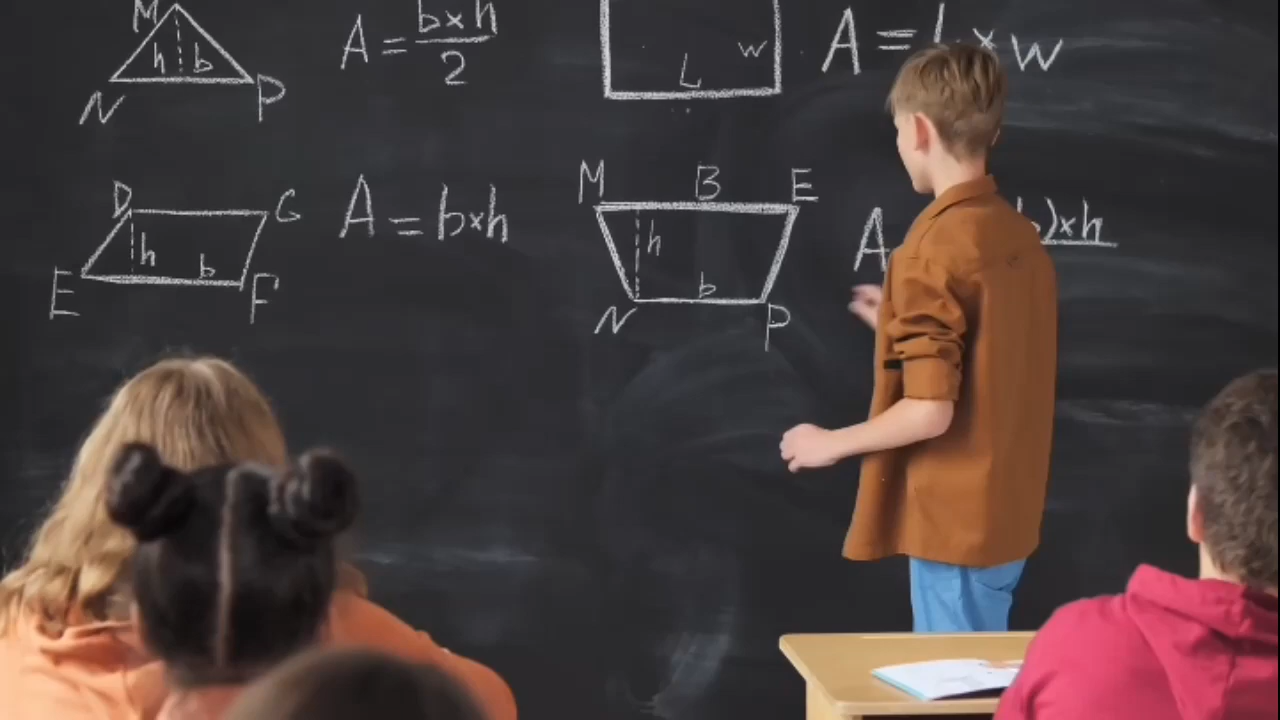 M
h b
N P
A = b×h
2
L w
A = L × w
D G
h
b
E F
A = b×h
M B E
h
b
N P
A b)×h